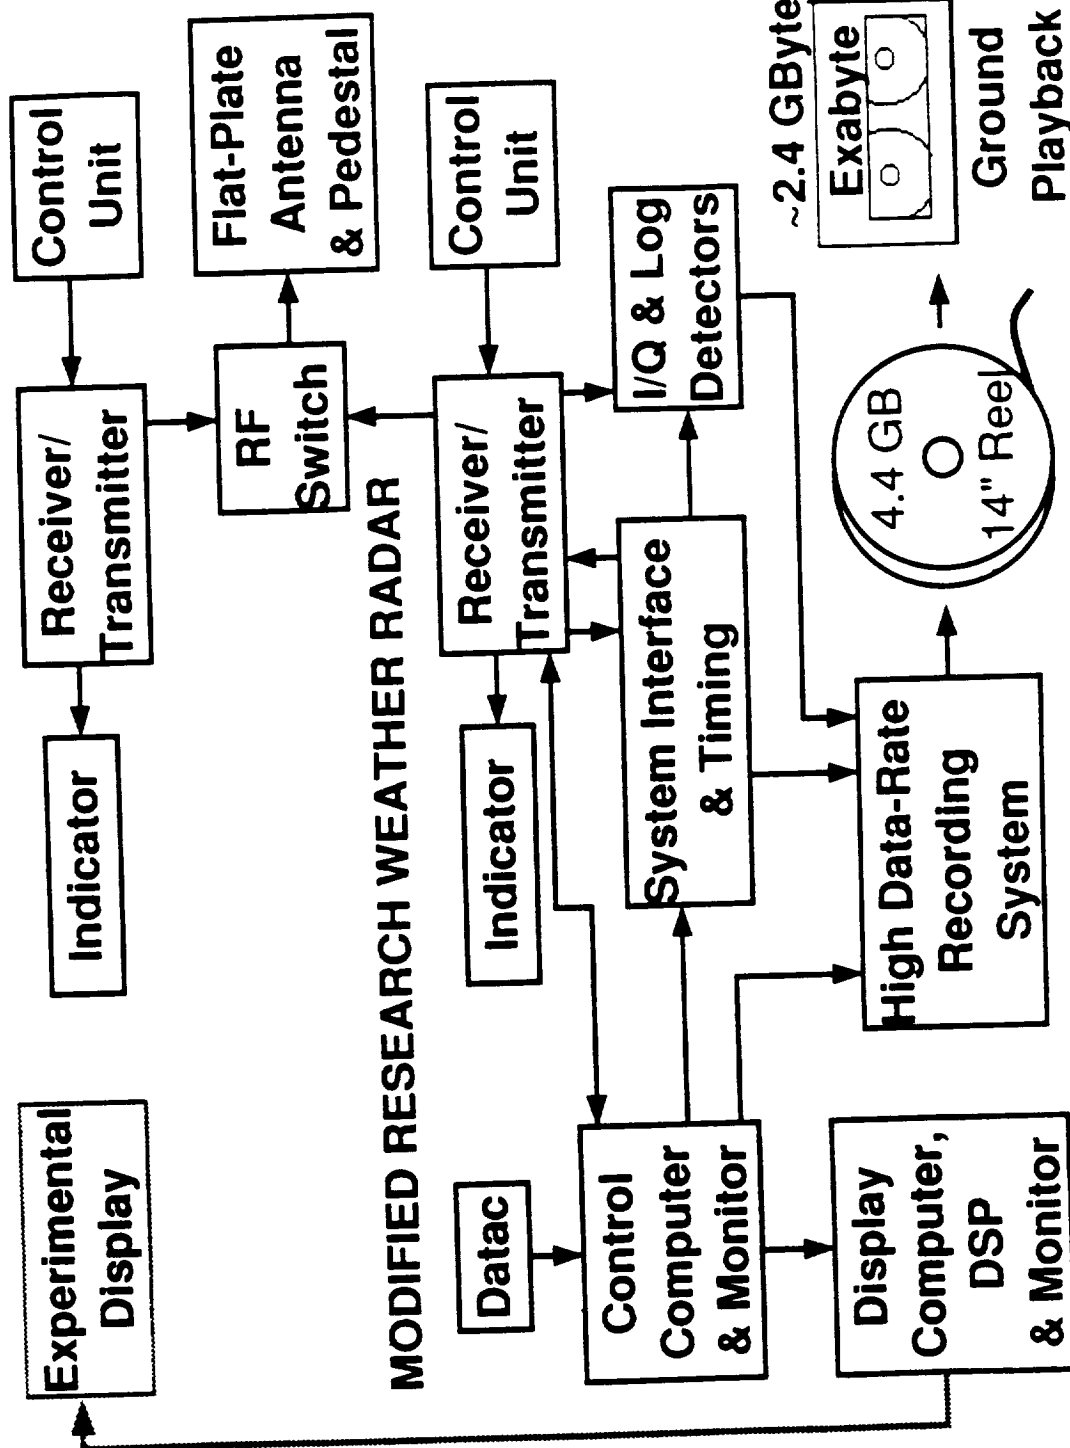 Experimental
Display
Indicator
Receiver/
Transmitter
Control
Unit
RF
Switch
Flat-Plate
Antenna
& Pedestal
MODIFIED RESEARCH WEATHER RADAR
Datac
Indicator
Receiver/
Transmitter
Control
Unit
Control
Computer
& Monitor
System Interface
& Timing
I/Q & Log
Detectors
Display
Computer,
DSP
& Monitor
High Data-Rate
Recording
System
4.4 GB
14" Reel
~2.4 GByte
Exabyte
Ground
Playback